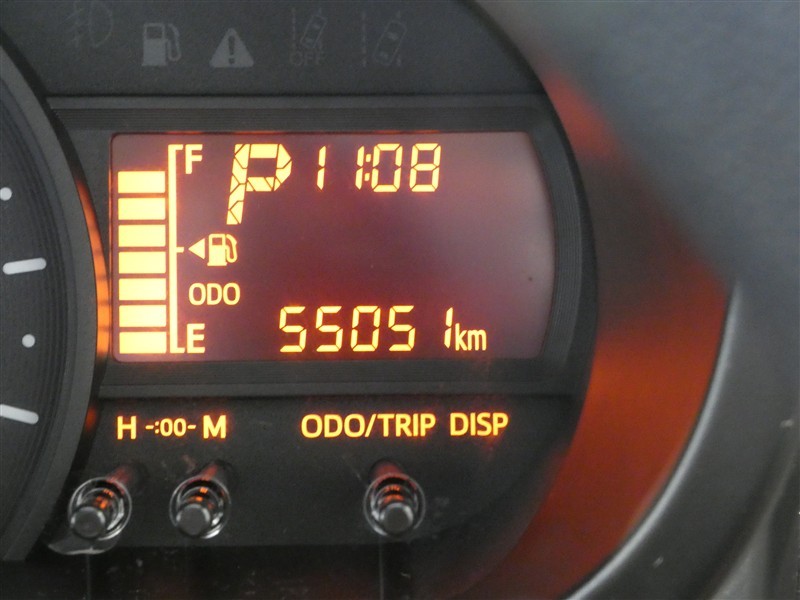 OFF
F
P 11:08
ODO
E 55051km
H -:00- M ODO/TRIP DISP